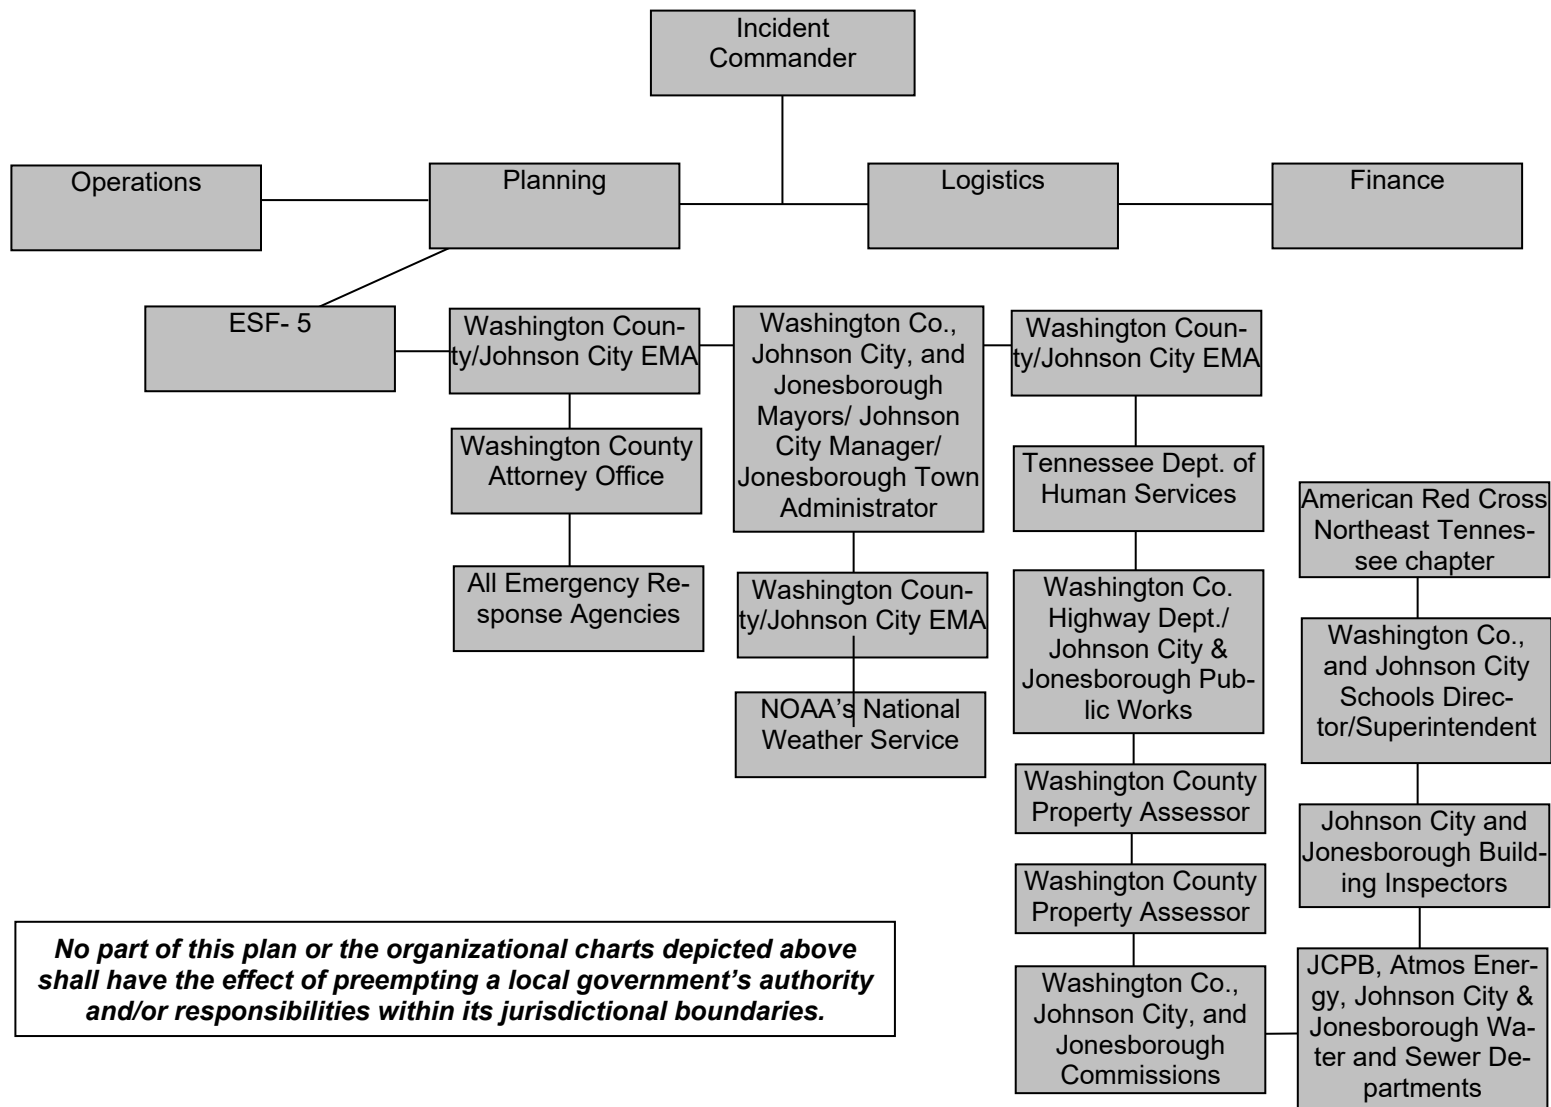 Incident
Commander
Operations
Planning
Logistics
Finance
ESF- 5
Washington Coun-
ty/Johnson City EMA
Washington County
Attorney Office
All Emergency Re-
sponse Agencies
Washington Co.,
Johnson City, and
Jonesborough
Mayors/ Johnson
City Manager/
Jonesborough Town
Administrator
Washington Coun-
ty/Johnson City EMA
NOAA's National
Weather Service
Washington Coun-
ty/Johnson City EMA
Tennessee Dept. of
Human Services
Washington Co.
Highway Dept./
Johnson City &
Jonesborough Pub-
lic Works
Washington County
Property Assessor
Washington County
Property Assessor
Washington Co.,
Johnson City, and
Jonesborough
Commissions
American Red Cross
Northeast Tennes-
see chapter
Washington Co.,
and Johnson City
Schools Direc-
tor/Superintendent
Johnson City and
Jonesborough Build-
ing Inspectors
JCPB, Atmos Ener-
gy, Johnson City &
Jonesborough Wa-
ter and Sewer De-
partments
No part of this plan or the organizational charts depicted above
shall have the effect of preempting a local government's authority
and/or responsibilities within its jurisdictional boundaries.